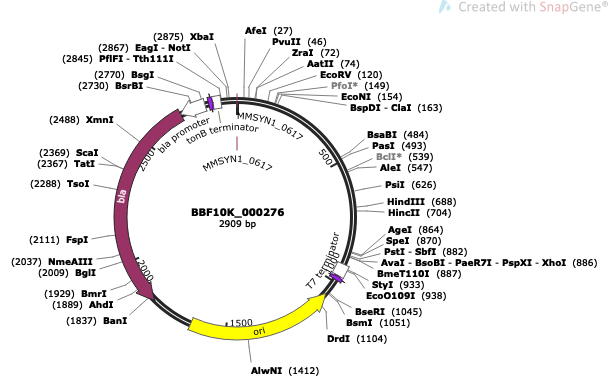 Created with SnapGene®
(2875) XbaI
(2867) EagI - NotI
(2845) PflFI - Tth111I
(2770) BsgI
(2730) BsrBI
(2488) XmnI
(2369) ScaI
(2367) TatI
(2288) TsoI
(2111) FspI
(2037) NmeAIII
(2009) BglI
(1929) BmrI
(1889) AhdI
(1837) BanI
AfeI (27)
PvuII (46)
ZraI (72)
AatII (74)
EcoRV (120)
PfoI* (149)
EcoNI (154)
BspDI - ClaI (163)
BsaBI (484)
PasI (493)
BclI* (539)
AleI (547)
PsiI (626)
HindIII (688)
HincII (704)
AgeI (864)
SpeI (870)
PstI - SbfI (882)
AvaI - BsoBI - PaeR7I - PspXI - XhoI (886)
BmeT110I (887)
StyI (933)
EcoO109I (938)
BseRI (1045)
BsmI (1051)
DrdI (1104)
AlwNI (1412)
MMSYN1_0617
bla promoter
tonB terminator
MMSYN1_0617
500
1500
2000
2500
bla
T7 terminator
ori
BBF10K_000276
2909 bp